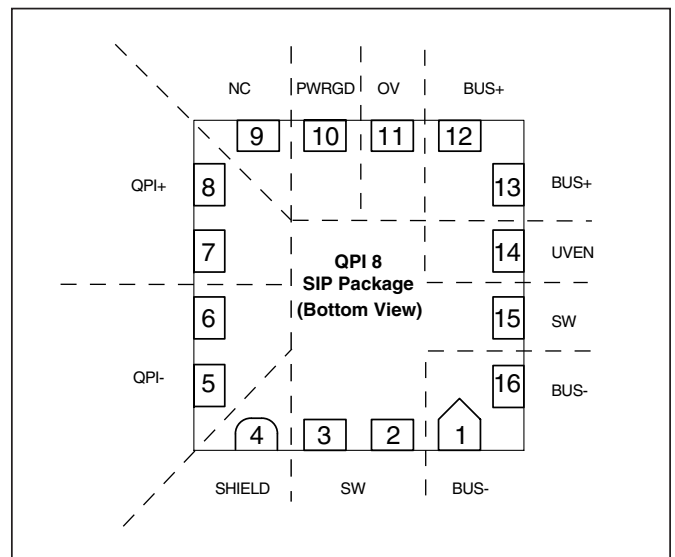 NC PWRGD OV BUS+
9 10 11 12
QPI+ 8 13 BUS+
7 14 UVEN
QPI 8
SIP Package
(Bottom View)
6 15 SW
QPI- 5 16 BUS-
4 3 2 1
SHIELD SW BUS-